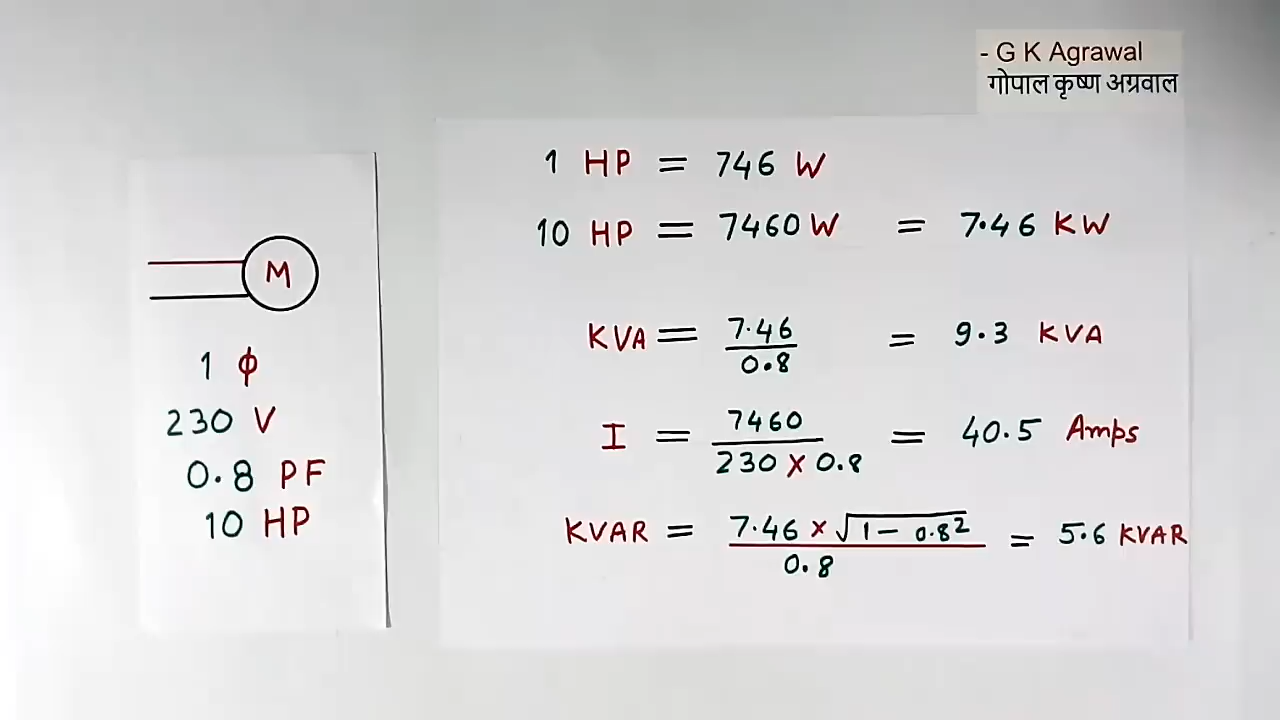 - G K Agrawal
गोपाल कृष्ण अग्रवाल
M
1 ф
230 V
0.8 PF
10 HP
1 HP = 746 W
10 HP = 7460 W = 7.46 KW
KVA = 7.46 / 0.8 = 9.3 KVA
I = 7460 / 230 x 0.8 = 40.5 Amps
KVAR = 7.46 x √1 - 0.8² / 0.8 = 5.6 KVAR